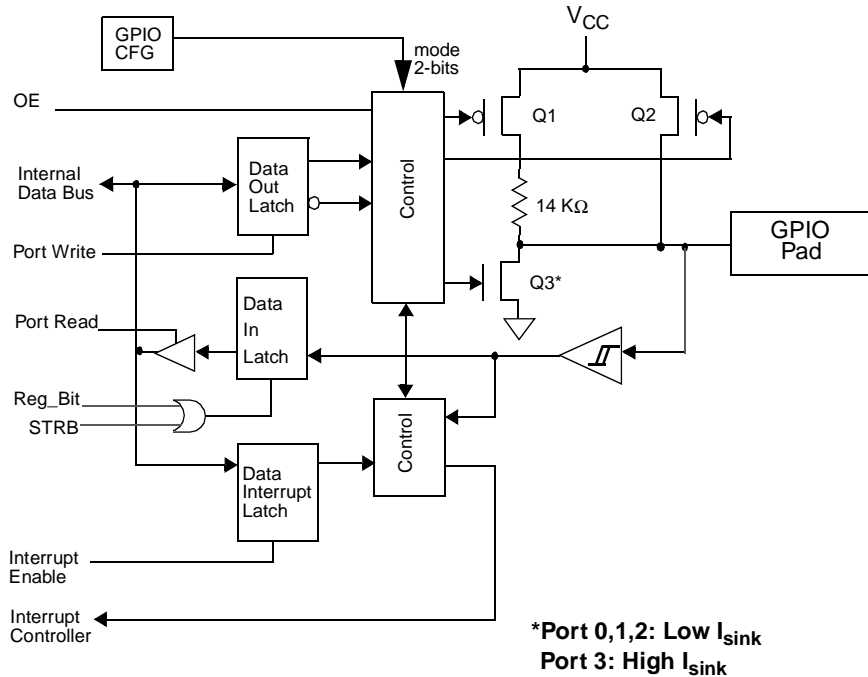 GPIO
CFG
mode
2-bits
V_CC
OE
Q1
Q2
Internal
Data Bus
Data
Out
Latch
Control
14 KΩ
GPIO
Pad
Port Write
Q3*
Port Read
Data
In
Latch
Reg_Bit
STRB
Control
Data
Interrupt
Latch
Interrupt
Enable
Interrupt
Controller
*Port 0,1,2: Low I_sink
Port 3: High I_sink